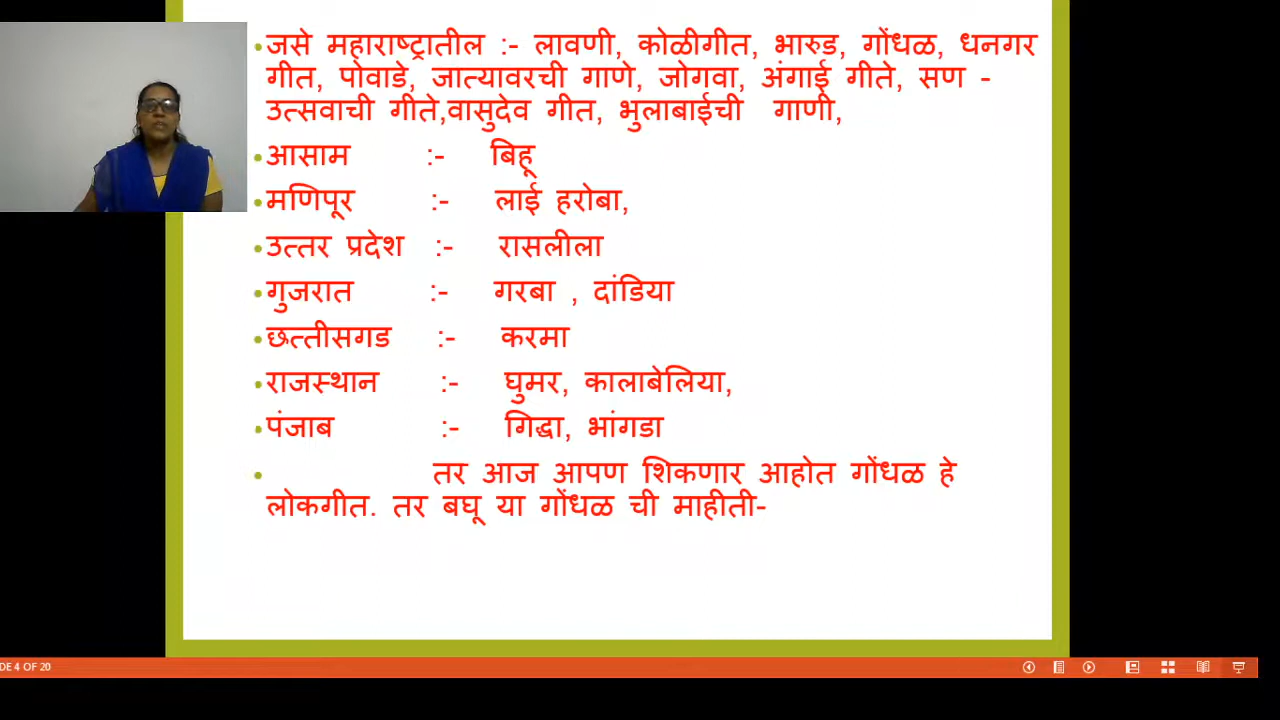 जसे महाराष्ट्रातील :- लावणी, कोळीगीत, भारुड, गोंधळ, धनगर
गीत, पोवाडे, जात्यावरची गाणे, जोगवा, अंगाई गीते, सण -
उत्सवाची गीते,वासुदेव गीत, भुलाबाईची गाणी,
आसाम :- बिहू
मणिपूर :- लाई हरोबा,
उत्तर प्रदेश :- रासलीला
गुजरात :- गरबा , दांडिया
छत्तीसगड :- करमा
राजस्थान :- घुमर, कालाबेलिया,
पंजाब :- गिद्धा, भांगडा
तर आज आपण शिकणार आहोत गोंधळ हे
लोकगीत. तर बघू या गोंधळ ची माहीती-
DE 4 OF 20